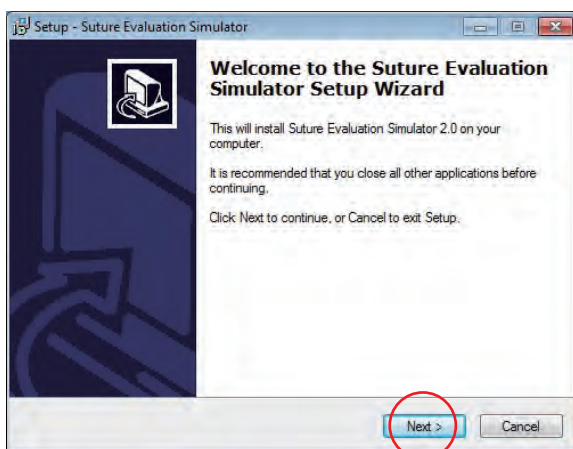 Setup - Suture Evaluation Simulator
Welcome to the Suture Evaluation
Simulator Setup Wizard
This will install Suture Evaluation Simulator 2.0 on your
computer.
It is recommended that you close all other applications before
continuing.
Click Next to continue, or Cancel to exit Setup.
Next >
Cancel